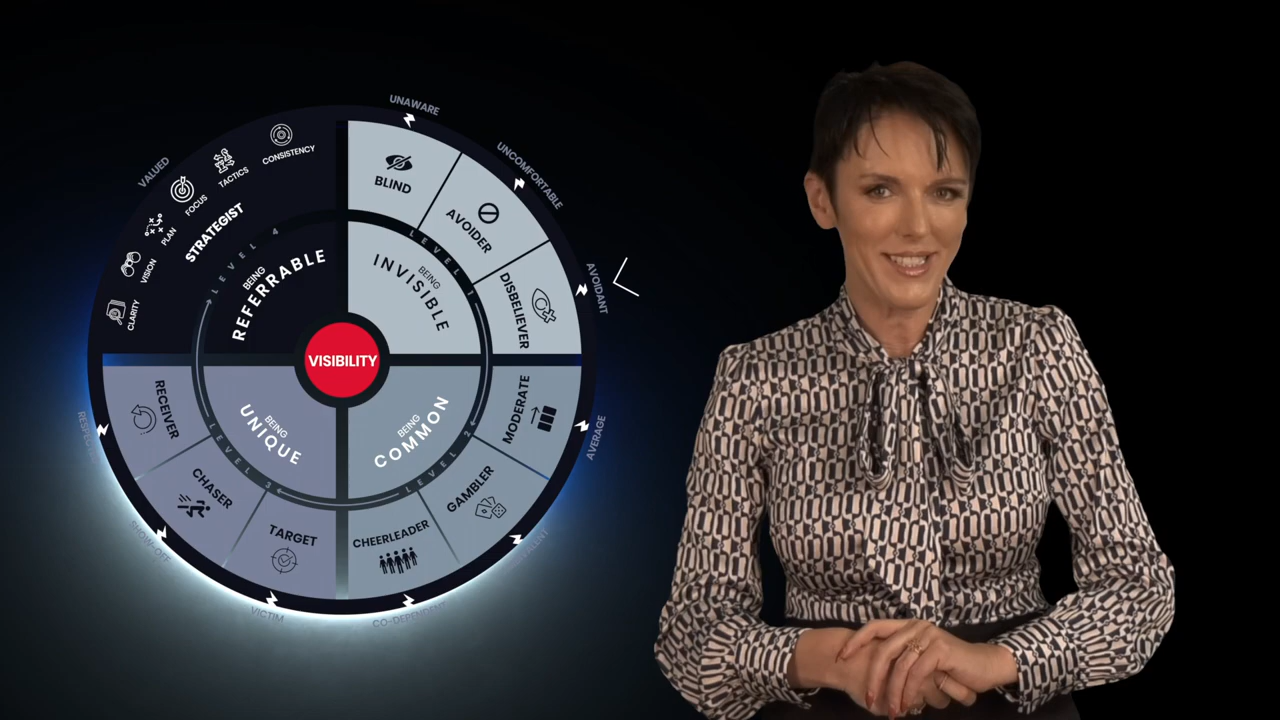 UNAWARE
UNCOMFORTABLE
AVOIDANT
AVERAGE
CO-DEPENDENT
VICTIM
SHOW-OFF
VALUED
BLIND
AVOIDER
DISBELIEVER
MODERATE
GAMBLER
CHEERLEADER
TARGET
CHASER
RECEIVER
CLARITY
VISION
PLAN
FOCUS
TACTICS
CONSISTENCY
STRATEGIST
LEVEL 1
BEING
INVISIBLE
LEVEL 2
BEING
COMMON
LEVEL 3
BEING
UNIQUE
LEVEL 4
BEING
REFERRABLE
VISIBILITY